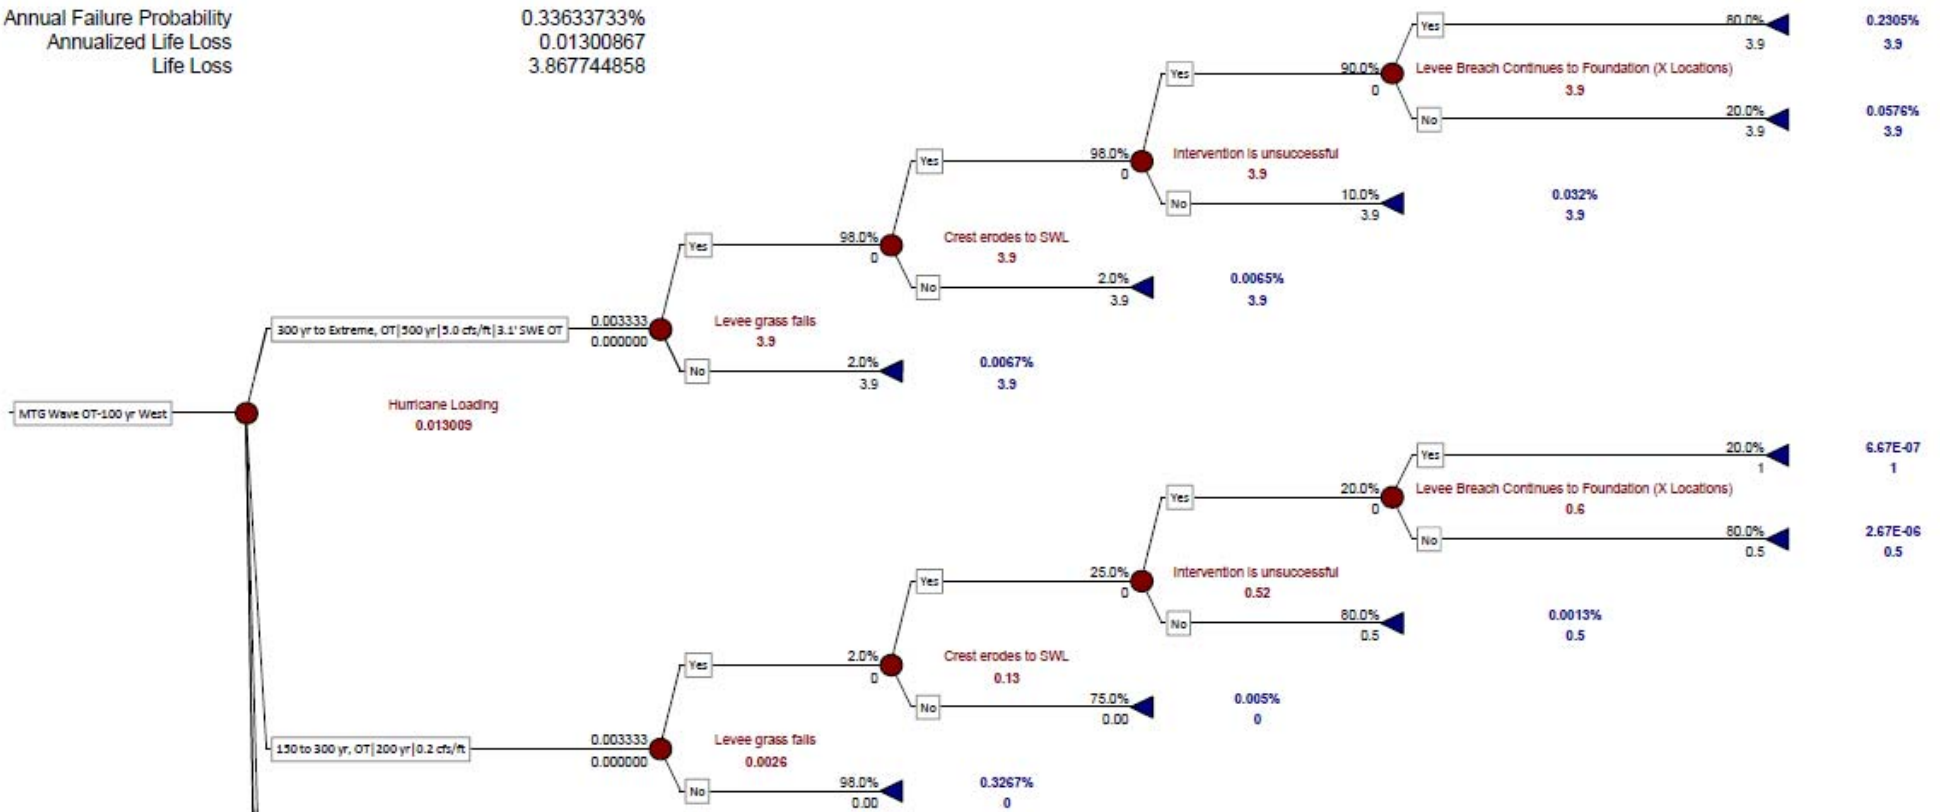 Annual Failure Probability 0.33633733%
Annualized Life Loss 0.01300867
Life Loss 3.867744858
Yes 80.0% 0.2305%
3.9 3.9
Yes 90.0% Levee Breach Continues to Foundation (X Locations)
0 3.9
No 20.0% 0.0576%
3.9 3.9
Yes 98.0% Intervention is unsuccessful
0 3.9
No 10.0% 0.032%
3.9 3.9
Yes 98.0% Crest erodes to SWL
0 3.9
No 2.0% 0.0065%
3.9 3.9
300 yr to Extreme, OT|500 yr|5.0 cfs/ft|3.1' SWE OT 0.003333 Levee grass fails
0.000000 3.9
No 2.0% 0.0067%
3.9 3.9
MTG Wave OT-100 yr West Hurricane Loading
0.013009
Yes 20.0% 6.67E-07
1 1
Yes 20.0% Levee Breach Continues to Foundation (X Locations)
0 0.6
No 80.0% 2.67E-06
0.5 0.5
Yes 25.0% Intervention is unsuccessful
0 0.52
No 80.0% 0.0013%
0.5 0.5
Yes 2.0% Crest erodes to SWL
0 0.13
No 75.0% 0.005%
0.00 0
150 to 300 yr, OT|200 yr|0.2 cfs/ft 0.003333 Levee grass fails
0.000000 0.0026
No 98.0% 0.3267%
0.00 0